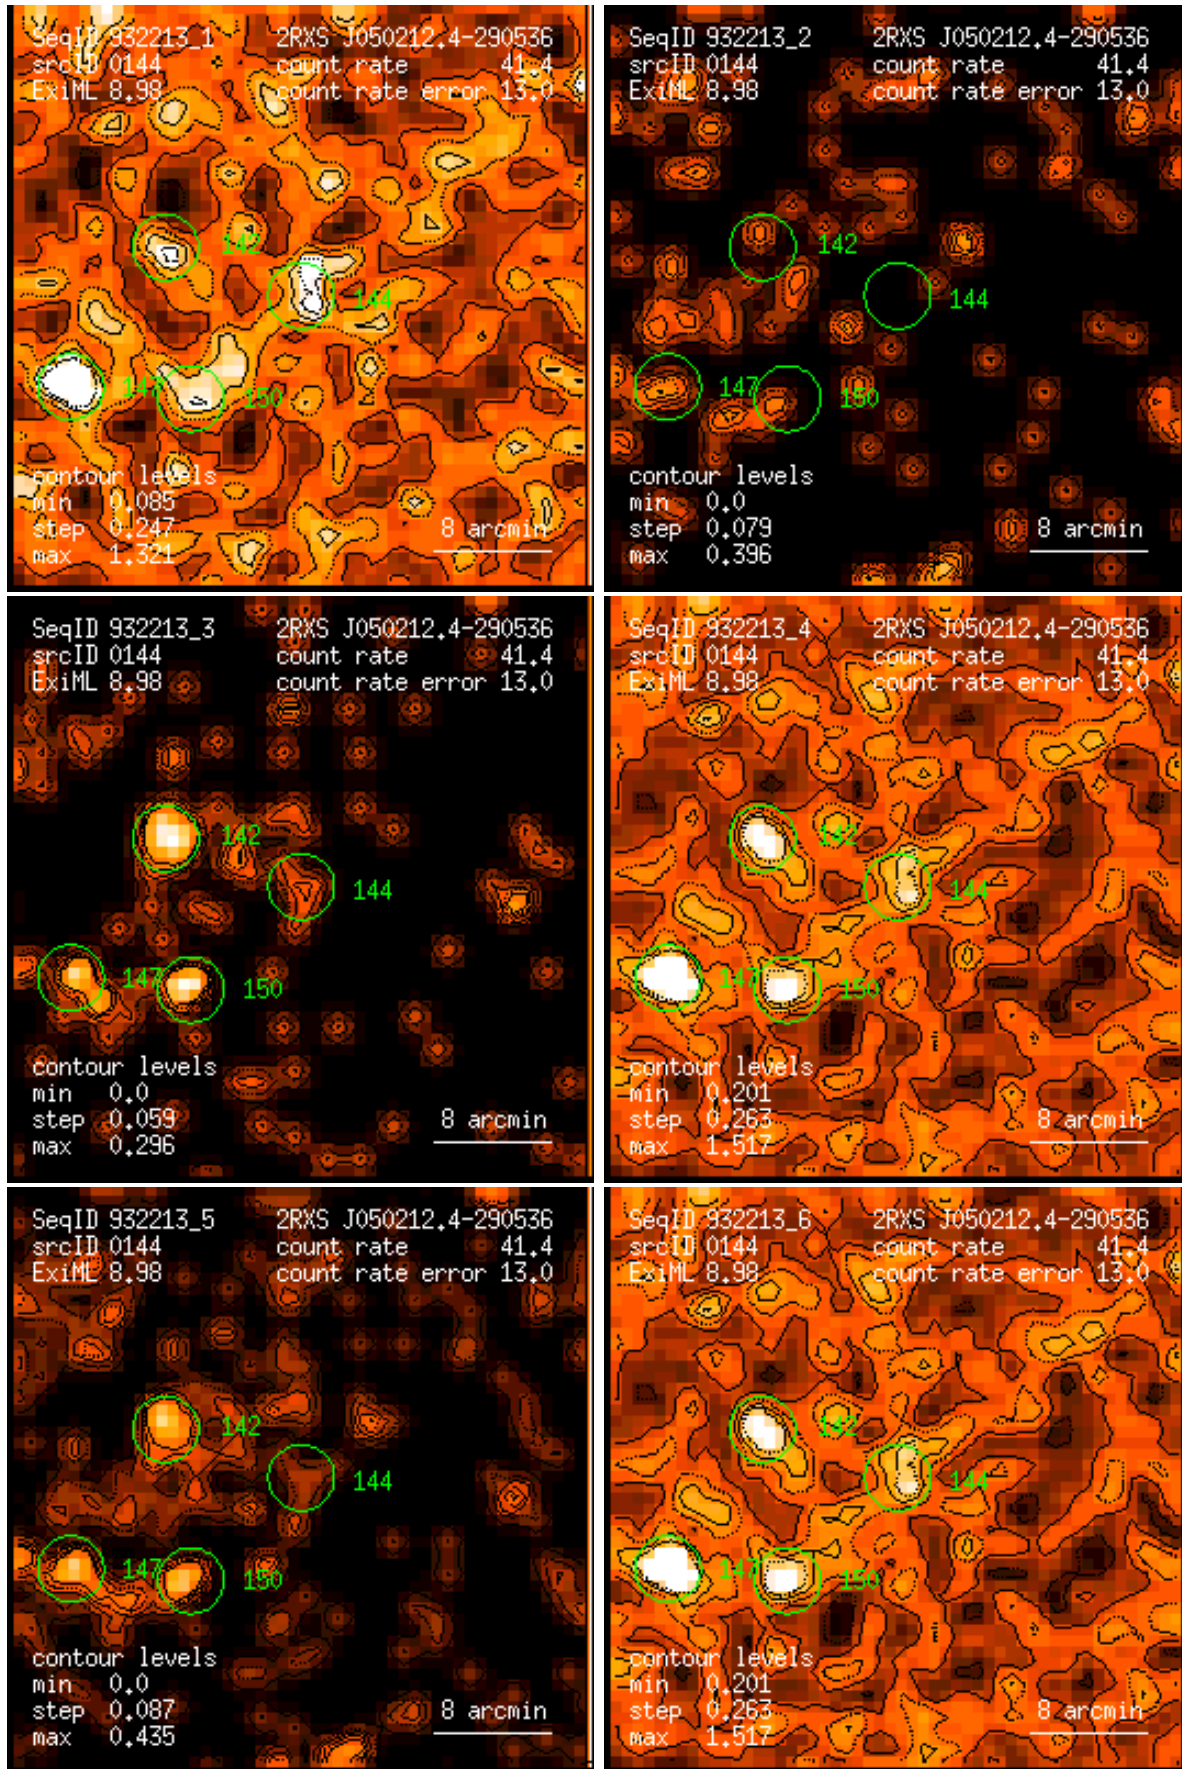 SeqID 932213_1 2RXS J050212.4-290536
srcID 0144 count rate 41.4
ExiML 8.98 count rate error 13.0
142
144
147 150
contour levels
min 0.085
step 0.247 8 arcmin
max 1.321
SeqID 932213_2 2RXS J050212.4-290536
srcID 0144 count rate 41.4
ExiML 8.98 count rate error 13.0
142
144
147 150
contour levels
min 0.0
step 0.079 8 arcmin
max 0.396
SeqID 932213_3 2RXS J050212.4-290536
srcID 0144 count rate 41.4
ExiML 8.98 count rate error 13.0
142
144
147 150
contour levels
min 0.0
step 0.059 8 arcmin
max 0.296
SeqID 932213_4 2RXS J050212.4-290536
srcID 0144 count rate 41.4
ExiML 8.98 count rate error 13.0
142
144
147 150
contour levels
min 0.201
step 0.263 8 arcmin
max 1.517
SeqID 932213_5 2RXS J050212.4-290536
srcID 0144 count rate 41.4
ExiML 8.98 count rate error 13.0
142
144
147 150
contour levels
min 0.0
step 0.087 8 arcmin
max 0.435
SeqID 932213_6 2RXS J050212.4-290536
srcID 0144 count rate 41.4
ExiML 8.98 count rate error 13.0
142
144
147 150
contour levels
min 0.201
step 0.263 8 arcmin
max 1.517